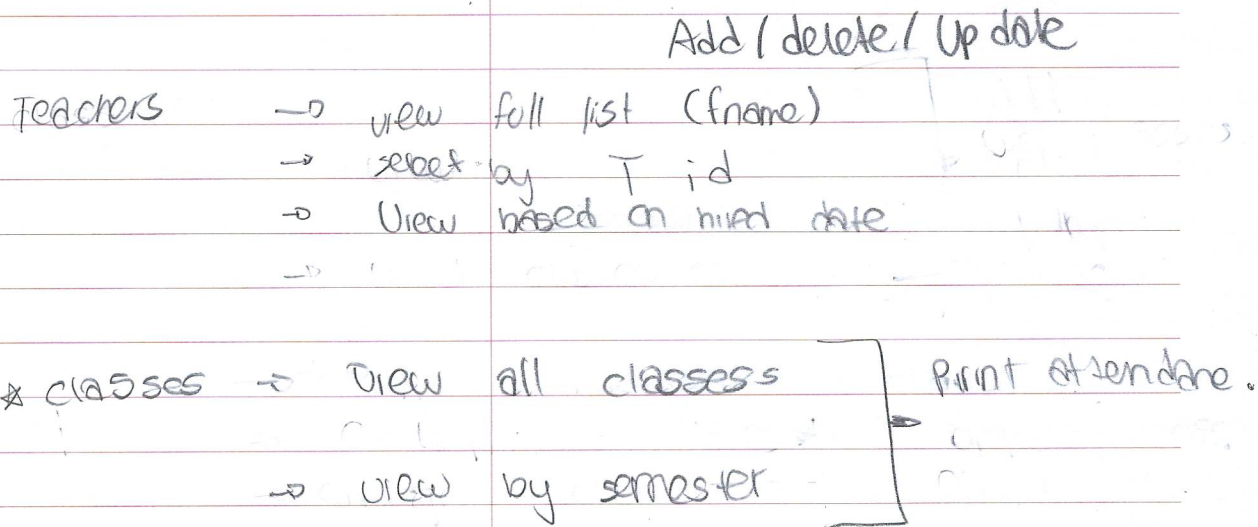 Add / delete / Update
Teachers → view full list (fname)
→ select by T id
→ View based on hired date
→
* classes → View all classess
Print attendane.
→ view by semester